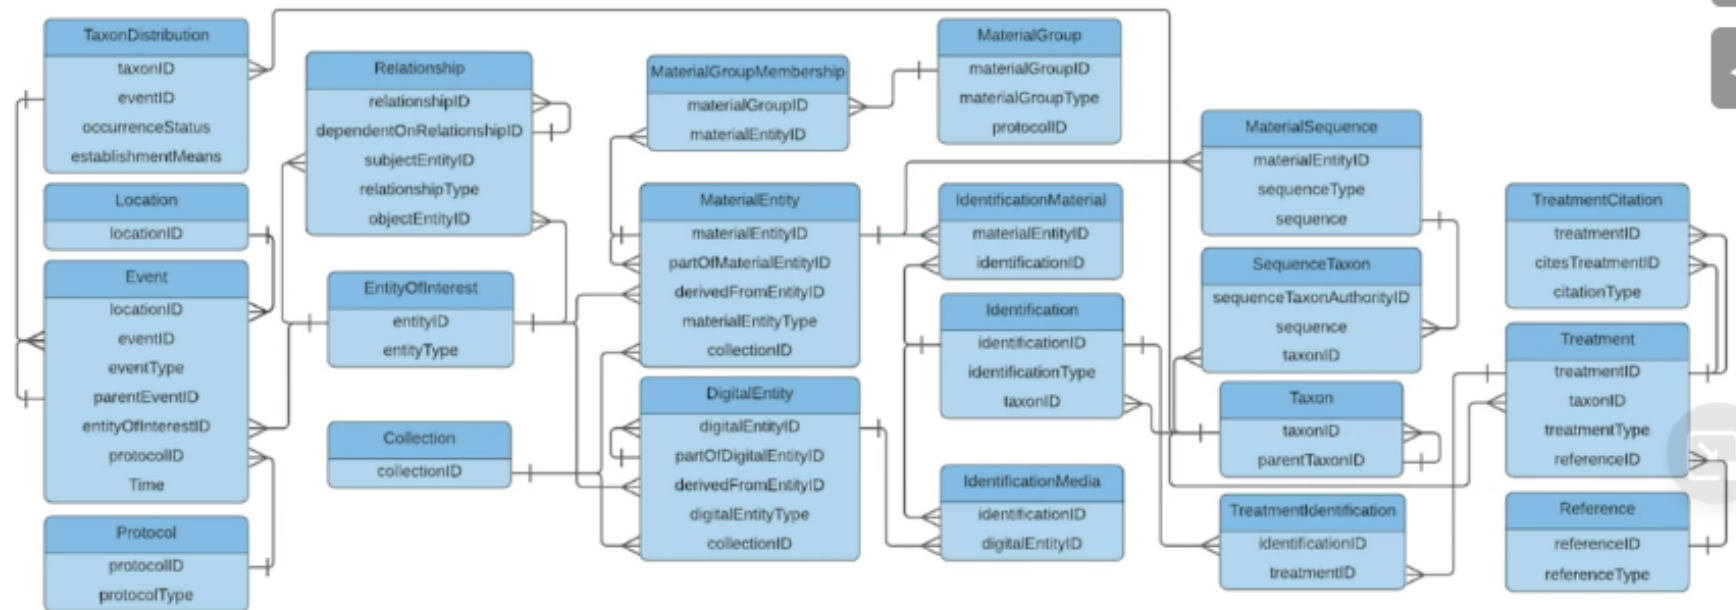 TaxonDistribution
taxonID
eventID
occurrenceStatus
establishmentMeans
Location
locationID
Event
locationID
eventID
eventType
parentEventID
entityOfInterestID
protocolID
Time
Protocol
protocolID
protocolType
Relationship
relationshipID
dependentOnRelationshipID
subjectEntityID
relationshipType
objectEntityID
EntityOfInterest
entityID
entityType
Collection
collectionID
MaterialGroupMembership
materialGroupID
materialEntityID
MaterialEntity
materialEntityID
partOfMaterialEntityID
derivedFromEntityID
materialEntityType
collectionID
DigitalEntity
digitalEntityID
partOfDigitalEntityID
derivedFromEntityID
digitalEntityType
collectionID
MaterialGroup
materialGroupID
materialGroupType
protocolID
IdentificationMaterial
materialEntityID
identificationID
Identification
identificationID
identificationType
taxonID
IdentificationMedia
identificationID
digitalEntityID
MaterialSequence
materialEntityID
sequenceType
sequence
SequenceTaxon
sequenceTaxonAuthorityID
sequence
taxonID
Taxon
taxonID
parentTaxonID
TreatmentIdentification
identificationID
treatmentID
TreatmentCitation
treatmentID
citesTreatmentID
citationType
Treatment
treatmentID
taxonID
treatmentType
referenceID
Reference
referenceID
referenceType